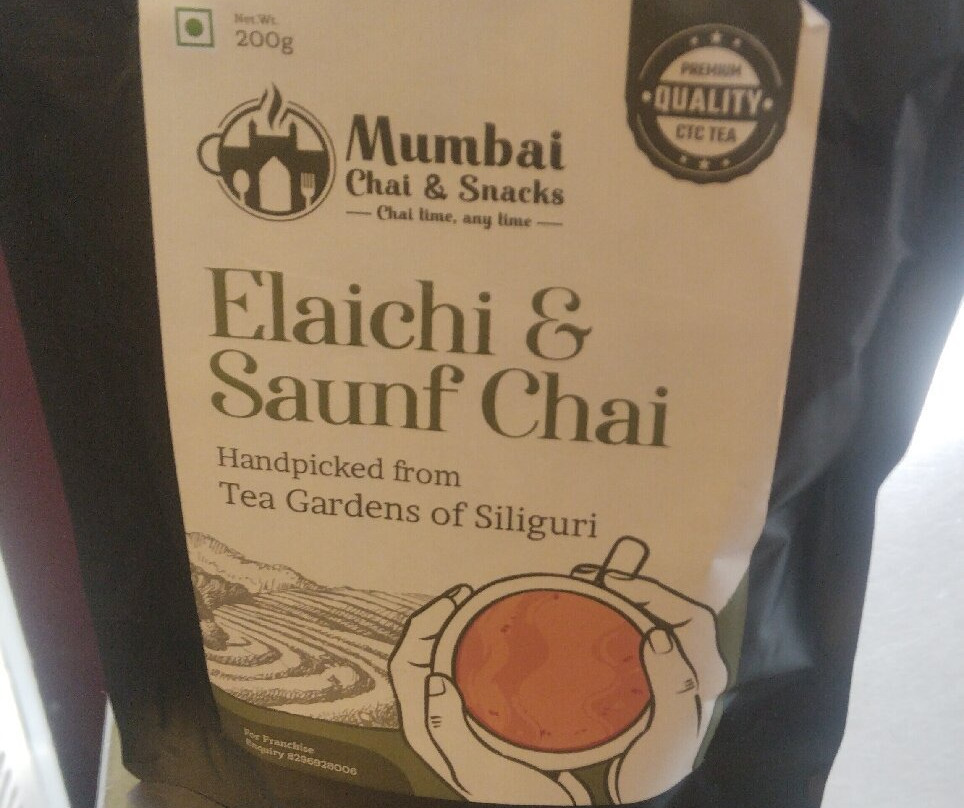 Net.Wt.
200g
PREMIUM
QUALITY
CTC TEA
Mumbai
Chai & Snacks
Chai time, any time
Elaichi &
Saunf Chai
Handpicked from
Tea Gardens of Siliguri
For Franchise
Enquiry 8296928006